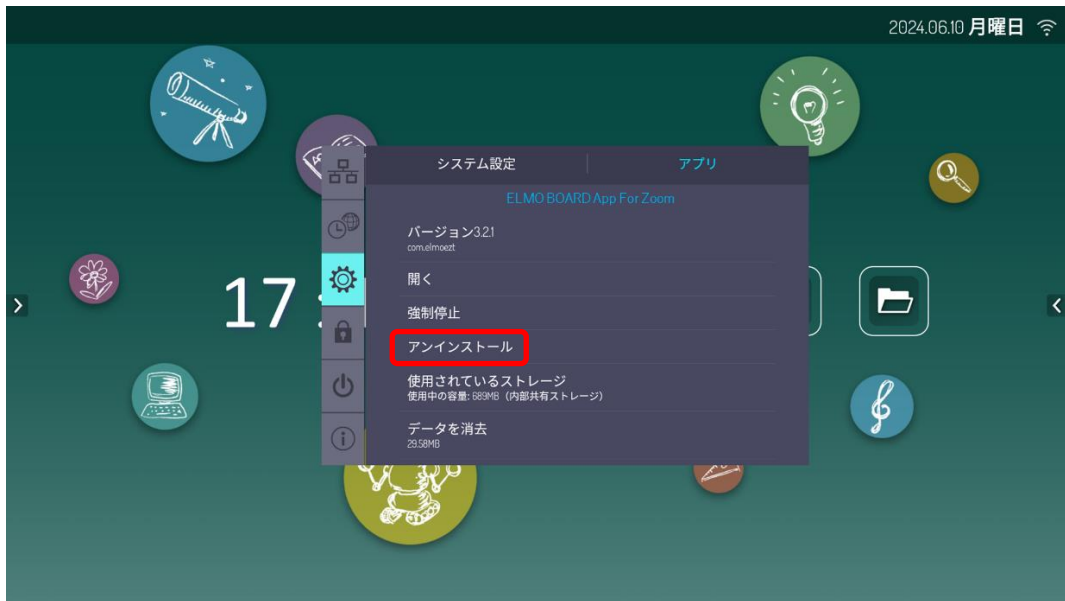 2024.06.10 月曜日
システム設定
アプリ
ELMO BOARD App For Zoom
バージョン3.2.1
com.elmoezt
17 :
開く
強制停止
アンインストール
使用されているストレージ
使用中の容量: 689MB（内部共有ストレージ）
データを消去
29.58MB